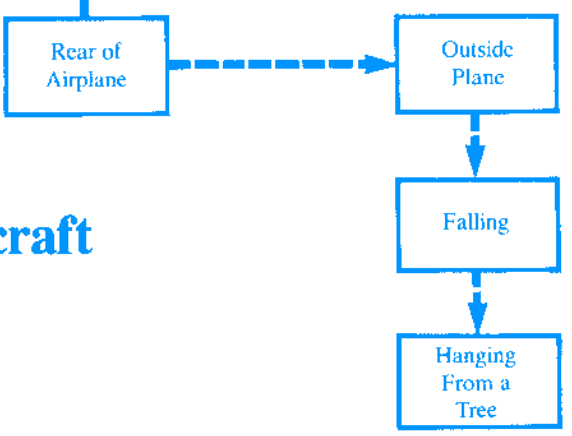 Rear of
Airplane
Outside
Plane
Falling
craft
Hanging
From a
Tree